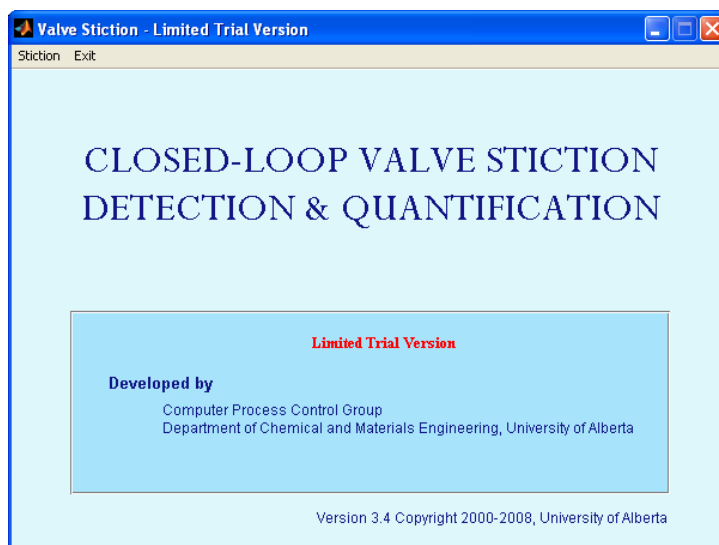 Valve Stiction - Limited Trial Version
Stiction Exit
CLOSED-LOOP VALVE STICTION
DETECTION & QUANTIFICATION
Limited Trial Version
Developed by
Computer Process Control Group
Department of Chemical and Materials Engineering, University of Alberta
Version 3.4 Copyright 2000-2008, University of Alberta